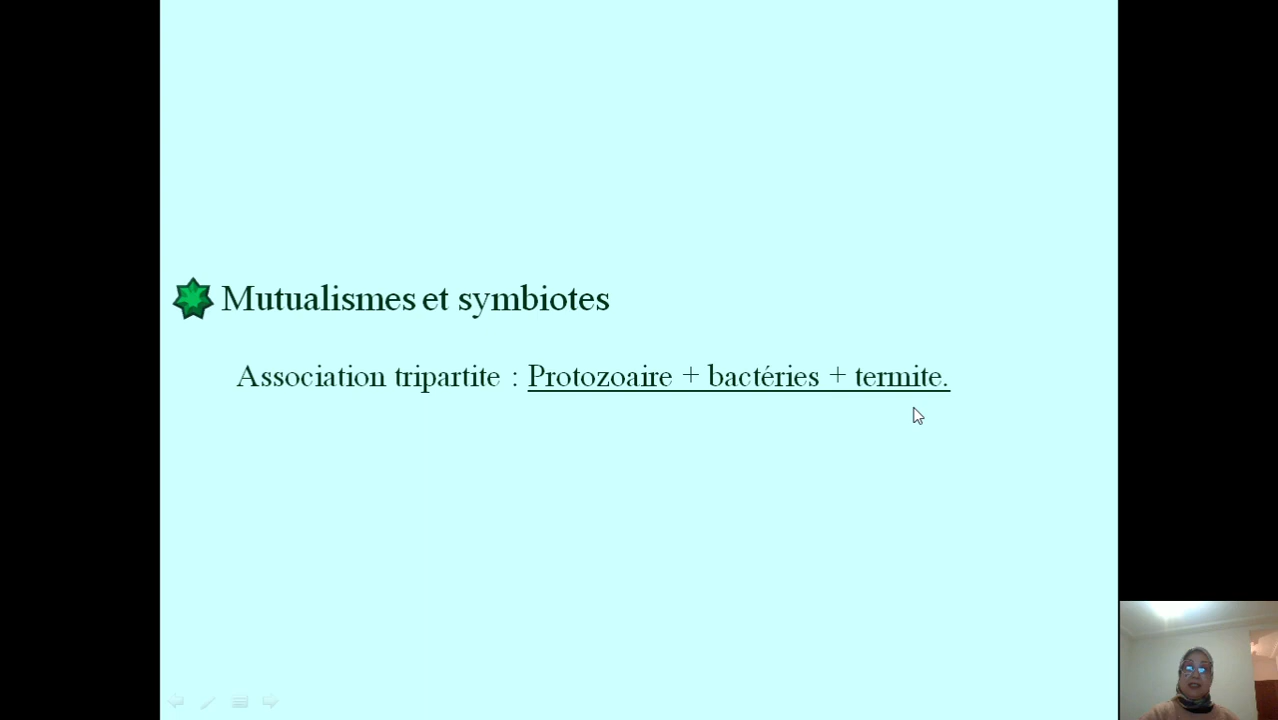 Mutualismes et symbiotes
Association tripartite : Protozoaire + bactéries + termite.